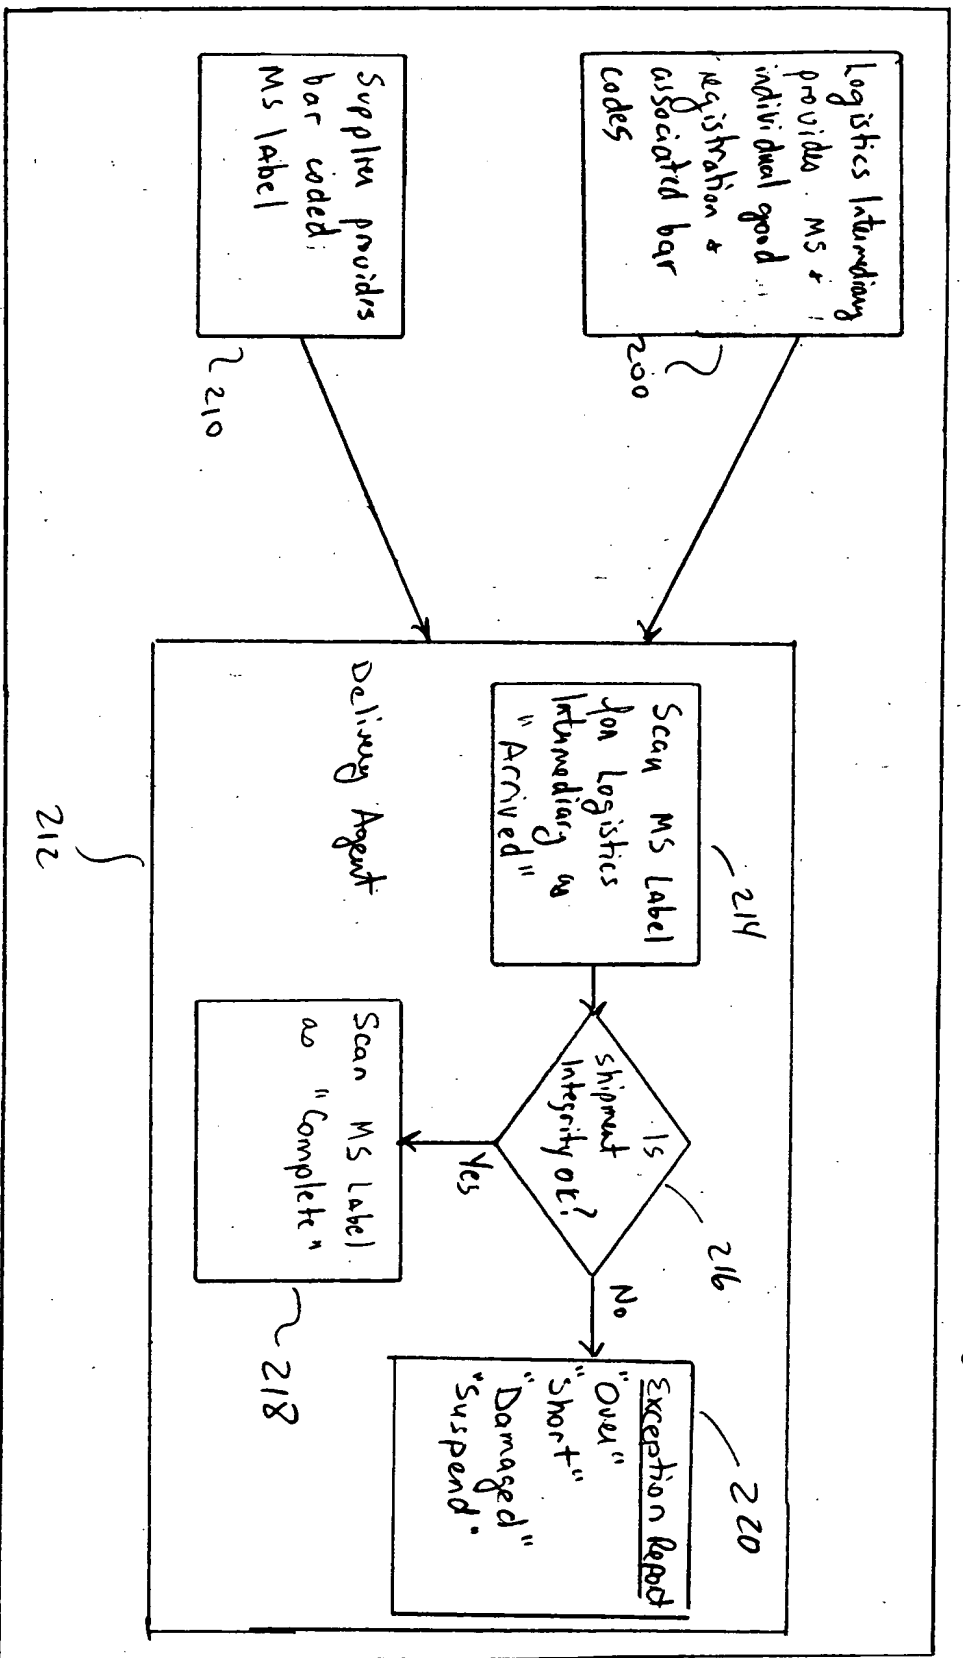 Logistics Intermediary
provides MS &
individual good
registration &
associated bar
codes
200
Supplier provides
bar coded
MS label
210
Delivery Agent
212
Scan MS Label
for Logistics
Intermediary as
"Arrived"
214
Is
shipment
Integrity ok?
216
Yes
No
Scan MS Label
as "Complete"
218
Exception Report
"Over"
"Short"
"Damaged"
"Suspend"
220